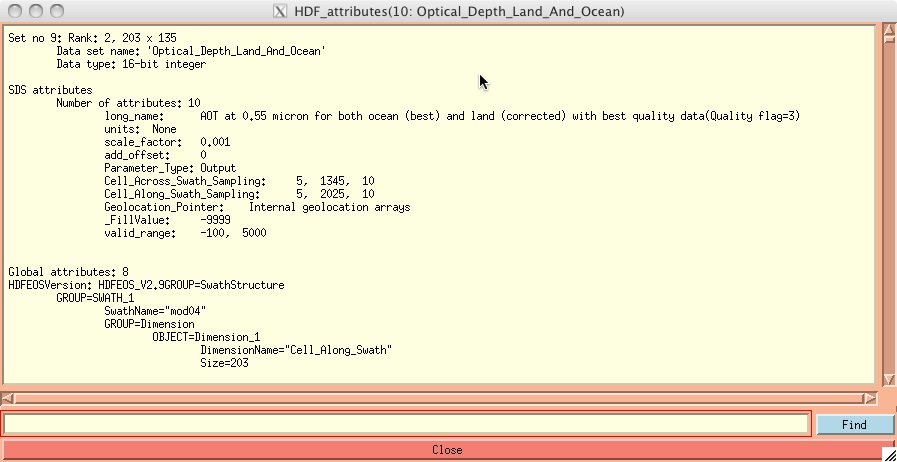 HDF_attributes(10: Optical_Depth_Land_And_Ocean)
Set no 9: Rank: 2, 203 x 135
Data set name: 'Optical_Depth_Land_And_Ocean'
Data type: 16-bit integer
SDS attributes
Number of attributes: 10
long_name: AOT at 0.55 micron for both ocean (best) and land (corrected) with best quality data(Quality flag=3)
units: None
scale_factor: 0.001
add_offset: 0
Parameter_Type: Output
Cell_Across_Swath_Sampling: 5, 1345, 10
Cell_Along_Swath_Sampling: 5, 2025, 10
Geolocation_Pointer: Internal geolocation arrays
_FillValue: -9999
valid_range: -100, 5000
Global attributes: 8
HDFEOSVersion: HDFEOS_V2.9GROUP=SwathStructure
GROUP=SWATH_1
SwathName="mod04"
GROUP=Dimension
OBJECT=Dimension_1
DimensionName="Cell_Along_Swath"
Size=203
Find
Close